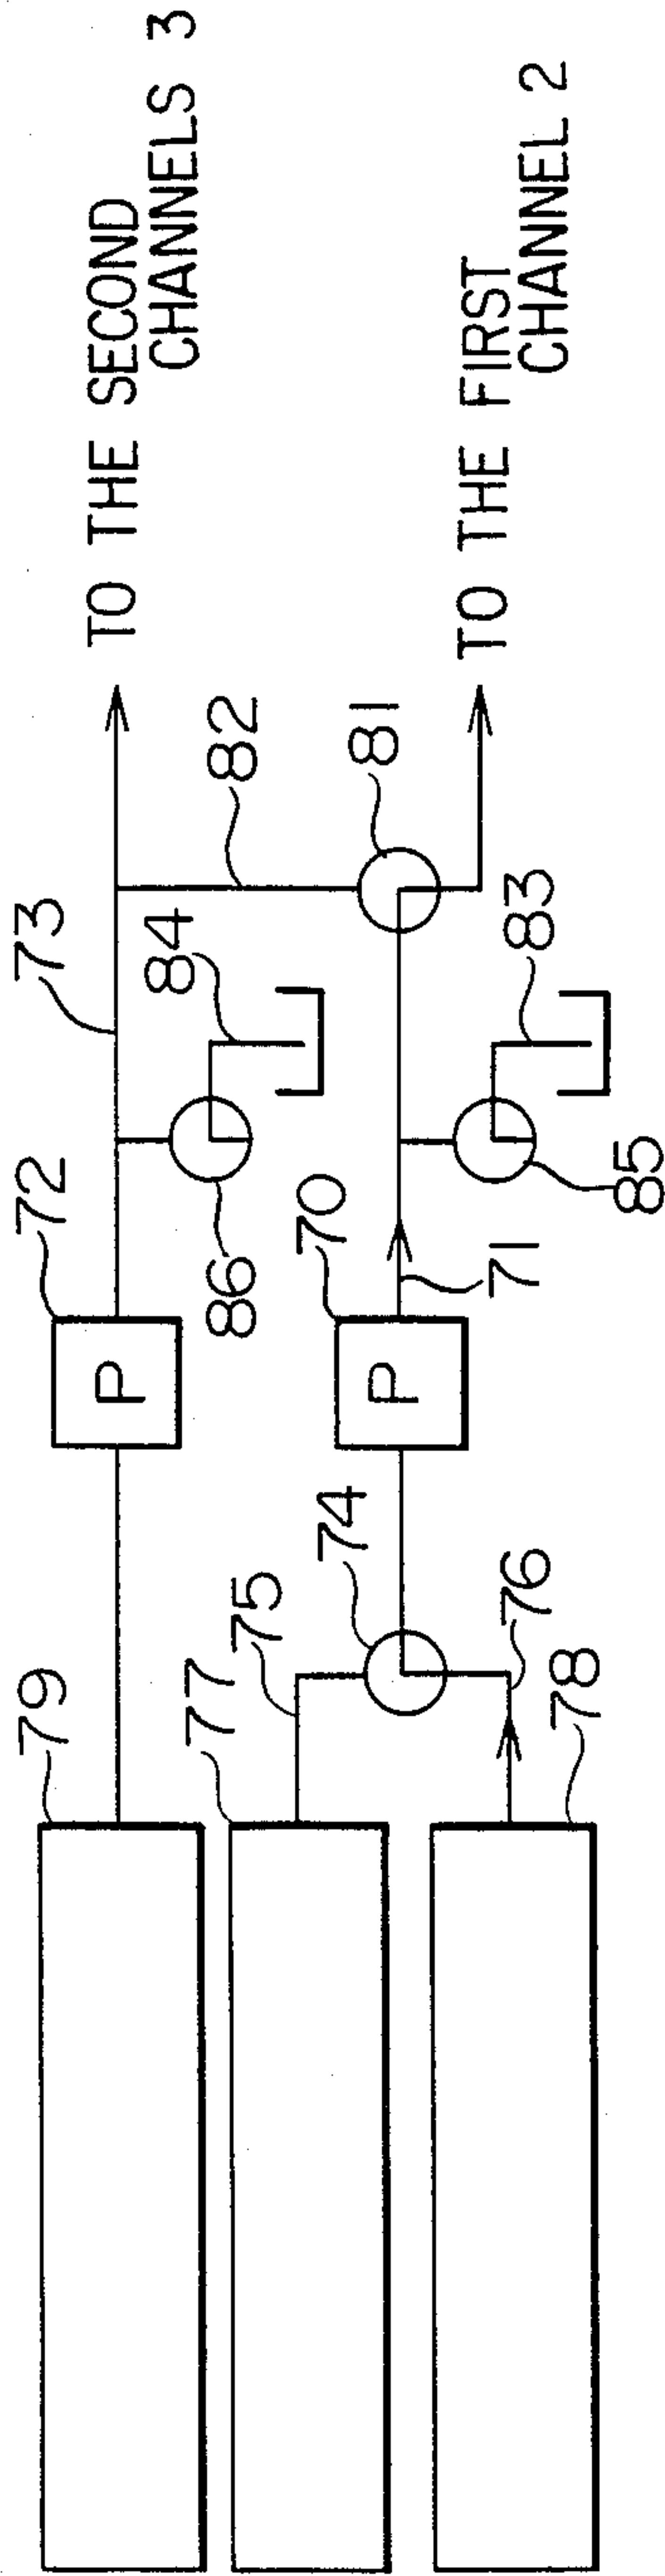 TO THE SECOND
CHANNELS 3
TO THE FIRST
CHANNEL 2
73
82
84
81
83
72
86
70
71
85
P
P
74
79
77
75
76
78